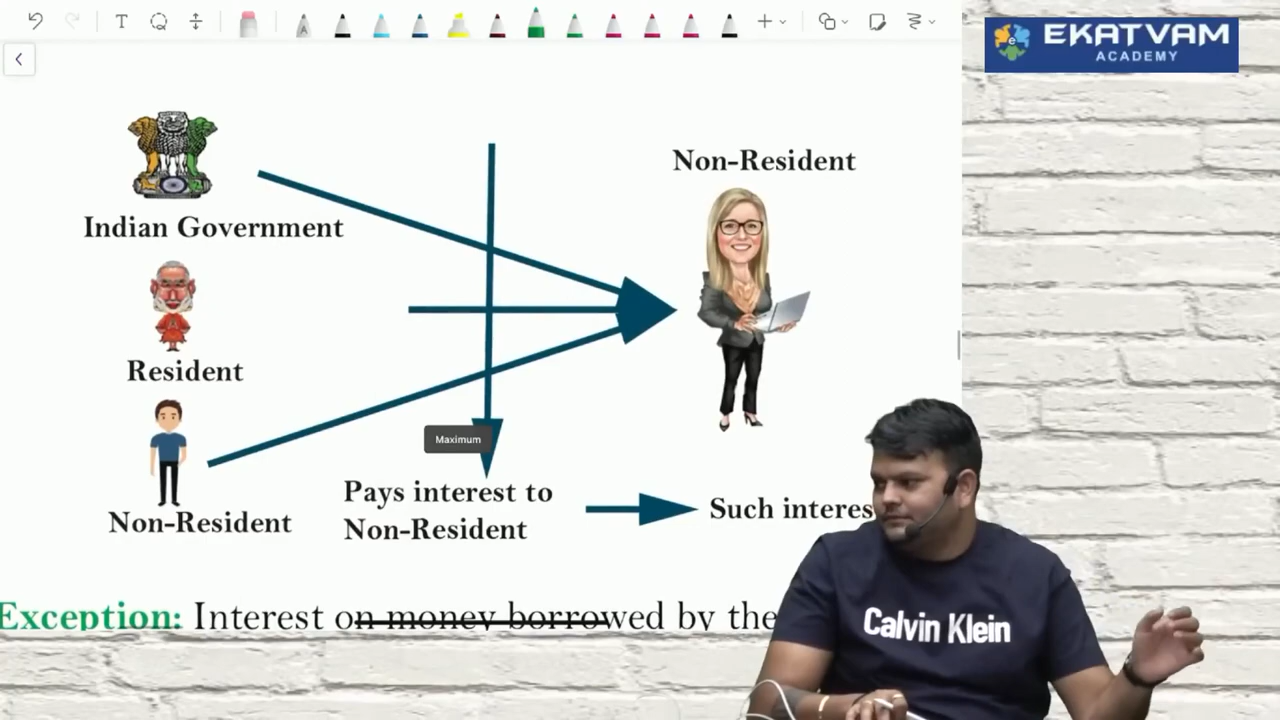 EKATVAM
ACADEMY
Non-Resident
Indian Government
Resident
Maximum
Pays interest to
Non-Resident
Such interes
Non-Resident
Exception: Interest on money borrowed by the
Calvin Klein